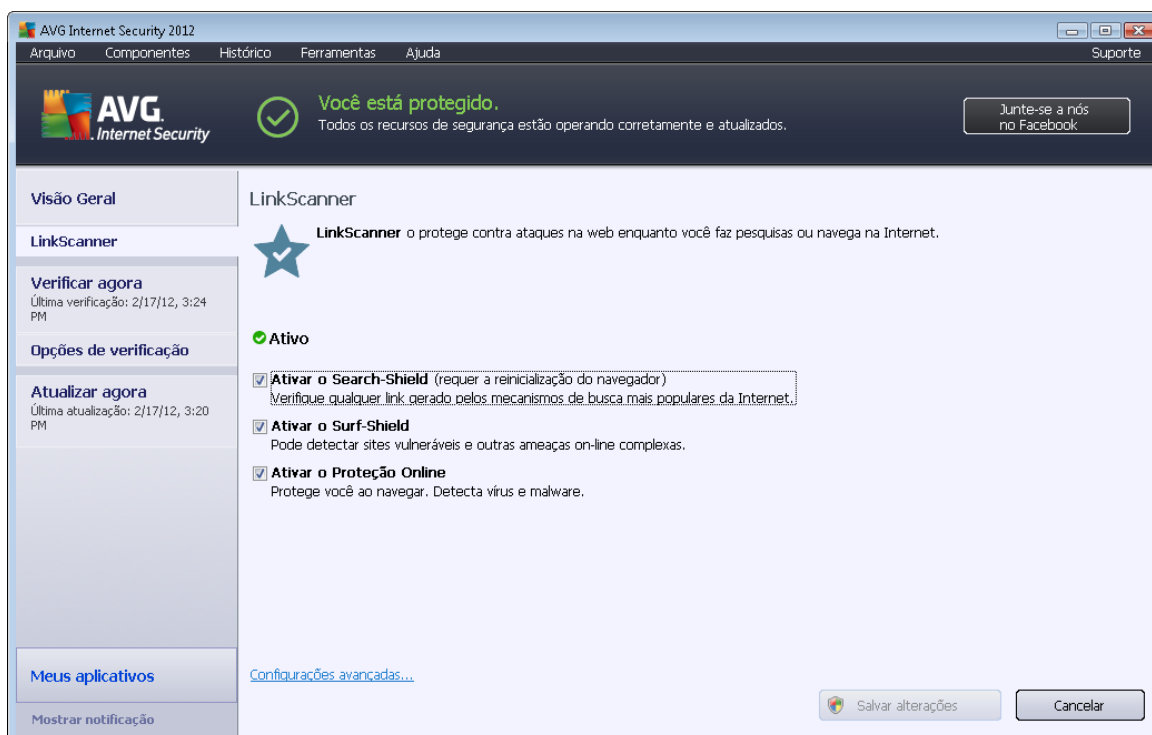 AVG Internet Security 2012
Arquivo Componentes Histórico Ferramentas Ajuda Suporte
AVG.
Internet Security
Você está protegido.
Todos os recursos de segurança estão operando corretamente e atualizados.
Junte-se a nós
no Facebook
Visão Geral
LinkScanner
Verificar agora
Última verificação: 2/17/12, 3:24
PM
Opções de verificação
Atualizar agora
Última atualização: 2/17/12, 3:20
PM
Meus aplicativos
Mostrar notificação
LinkScanner
LinkScanner o protege contra ataques na web enquanto você faz pesquisas ou navega na Internet.
Ativo
Ativar o Search-Shield (requer a reinicialização do navegador)
Verifique qualquer link gerado pelos mecanismos de busca mais populares da Internet.
Ativar o Surf-Shield
Pode detectar sites vulneráveis e outras ameaças on-line complexas.
Ativar o Proteção Online
Protege você ao navegar. Detecta vírus e malware.
Configurações avançadas...
Salvar alterações
Cancelar